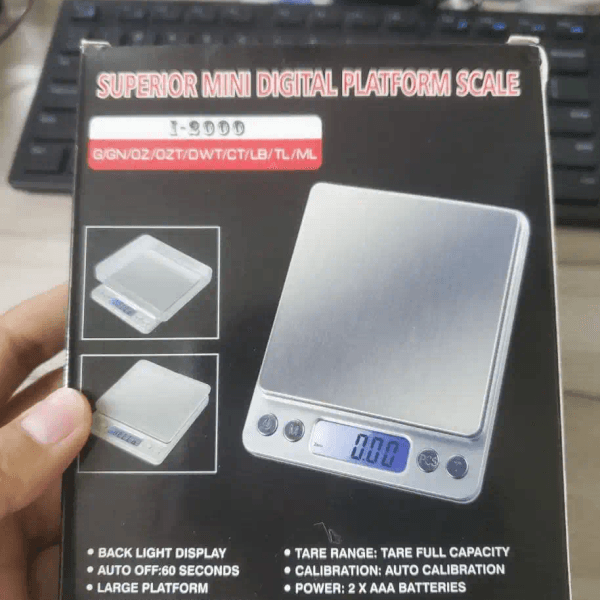 SUPERIOR MINI DIGITAL PLATFORM SCALE
I-2000
G/GN/OZ/OZT/DWT/CT/LB/TL/ML
M
0.00
PCS
T
• BACK LIGHT DISPLAY
• AUTO OFF:60 SECONDS
• LARGE PLATFORM
• TARE RANGE: TARE FULL CAPACITY
• CALIBRATION: AUTO CALIBRATION
• POWER: 2 X AAA BATTERIES